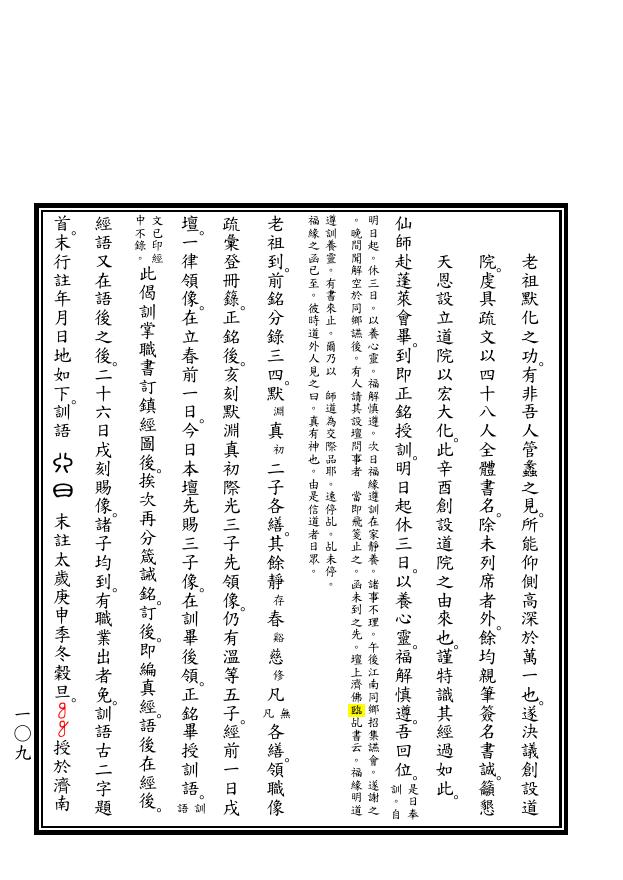 老祖默化之功。有非吾人管蠡之見。所能仰側高深於萬一也。遂決議創設道
院。虔具疏文以四十八人全體書名。除未列席者外。餘均親筆簽名書誠。籲懇
天恩設立道院以宏大化。此辛酉創設道院之由來也。謹特識其經過如此。
仙師赴蓬萊會畢。到即正銘授訓。明日起休三日。以養心靈。福解慎遵。吾回位。是日奉訓。自
明日起。休三日。以養心靈。福解慎遵。次日福緣遵訓在家靜養。諸事不理。午後江南同鄉招集讌會。遂謝之
。晚間聞解空於同鄉讌後。有人請其設壇問事者 當即飛箋止之。函未到之先。壇上濟佛臨乩書云。福緣明道
遵訓養靈。有書來止。爾乃以 師道為交際品耶。速停乩。乩未停。
福緣之函已至。彼時道外人見之曰。真有神也。由是信道者日眾。
老祖到。前銘分錄三四。默淵真初二子各繕。其餘靜存春谿慈修凡無凡各繕。領職像
疏彙登冊錄。正銘後。亥刻默淵真初際光三子先領像。仍有溫等五子。經前一日戌
壇。一律領像。在立春前一日。今日本壇先賜三子像。在訓畢後領。正銘畢授訓語。訓語
文已印經中不錄。此偈訓掌職書訂鎮經圖後。挨次再分箴誡銘。訂後。即編真經。語後在經後。
經語又在語後之後。二十六日戌刻賜像。諸子均到。有職業出者免。訓語古二字題
首。末行註年月日地如下。訓語 末註太歲庚申季冬穀旦。授於濟南
一〇九